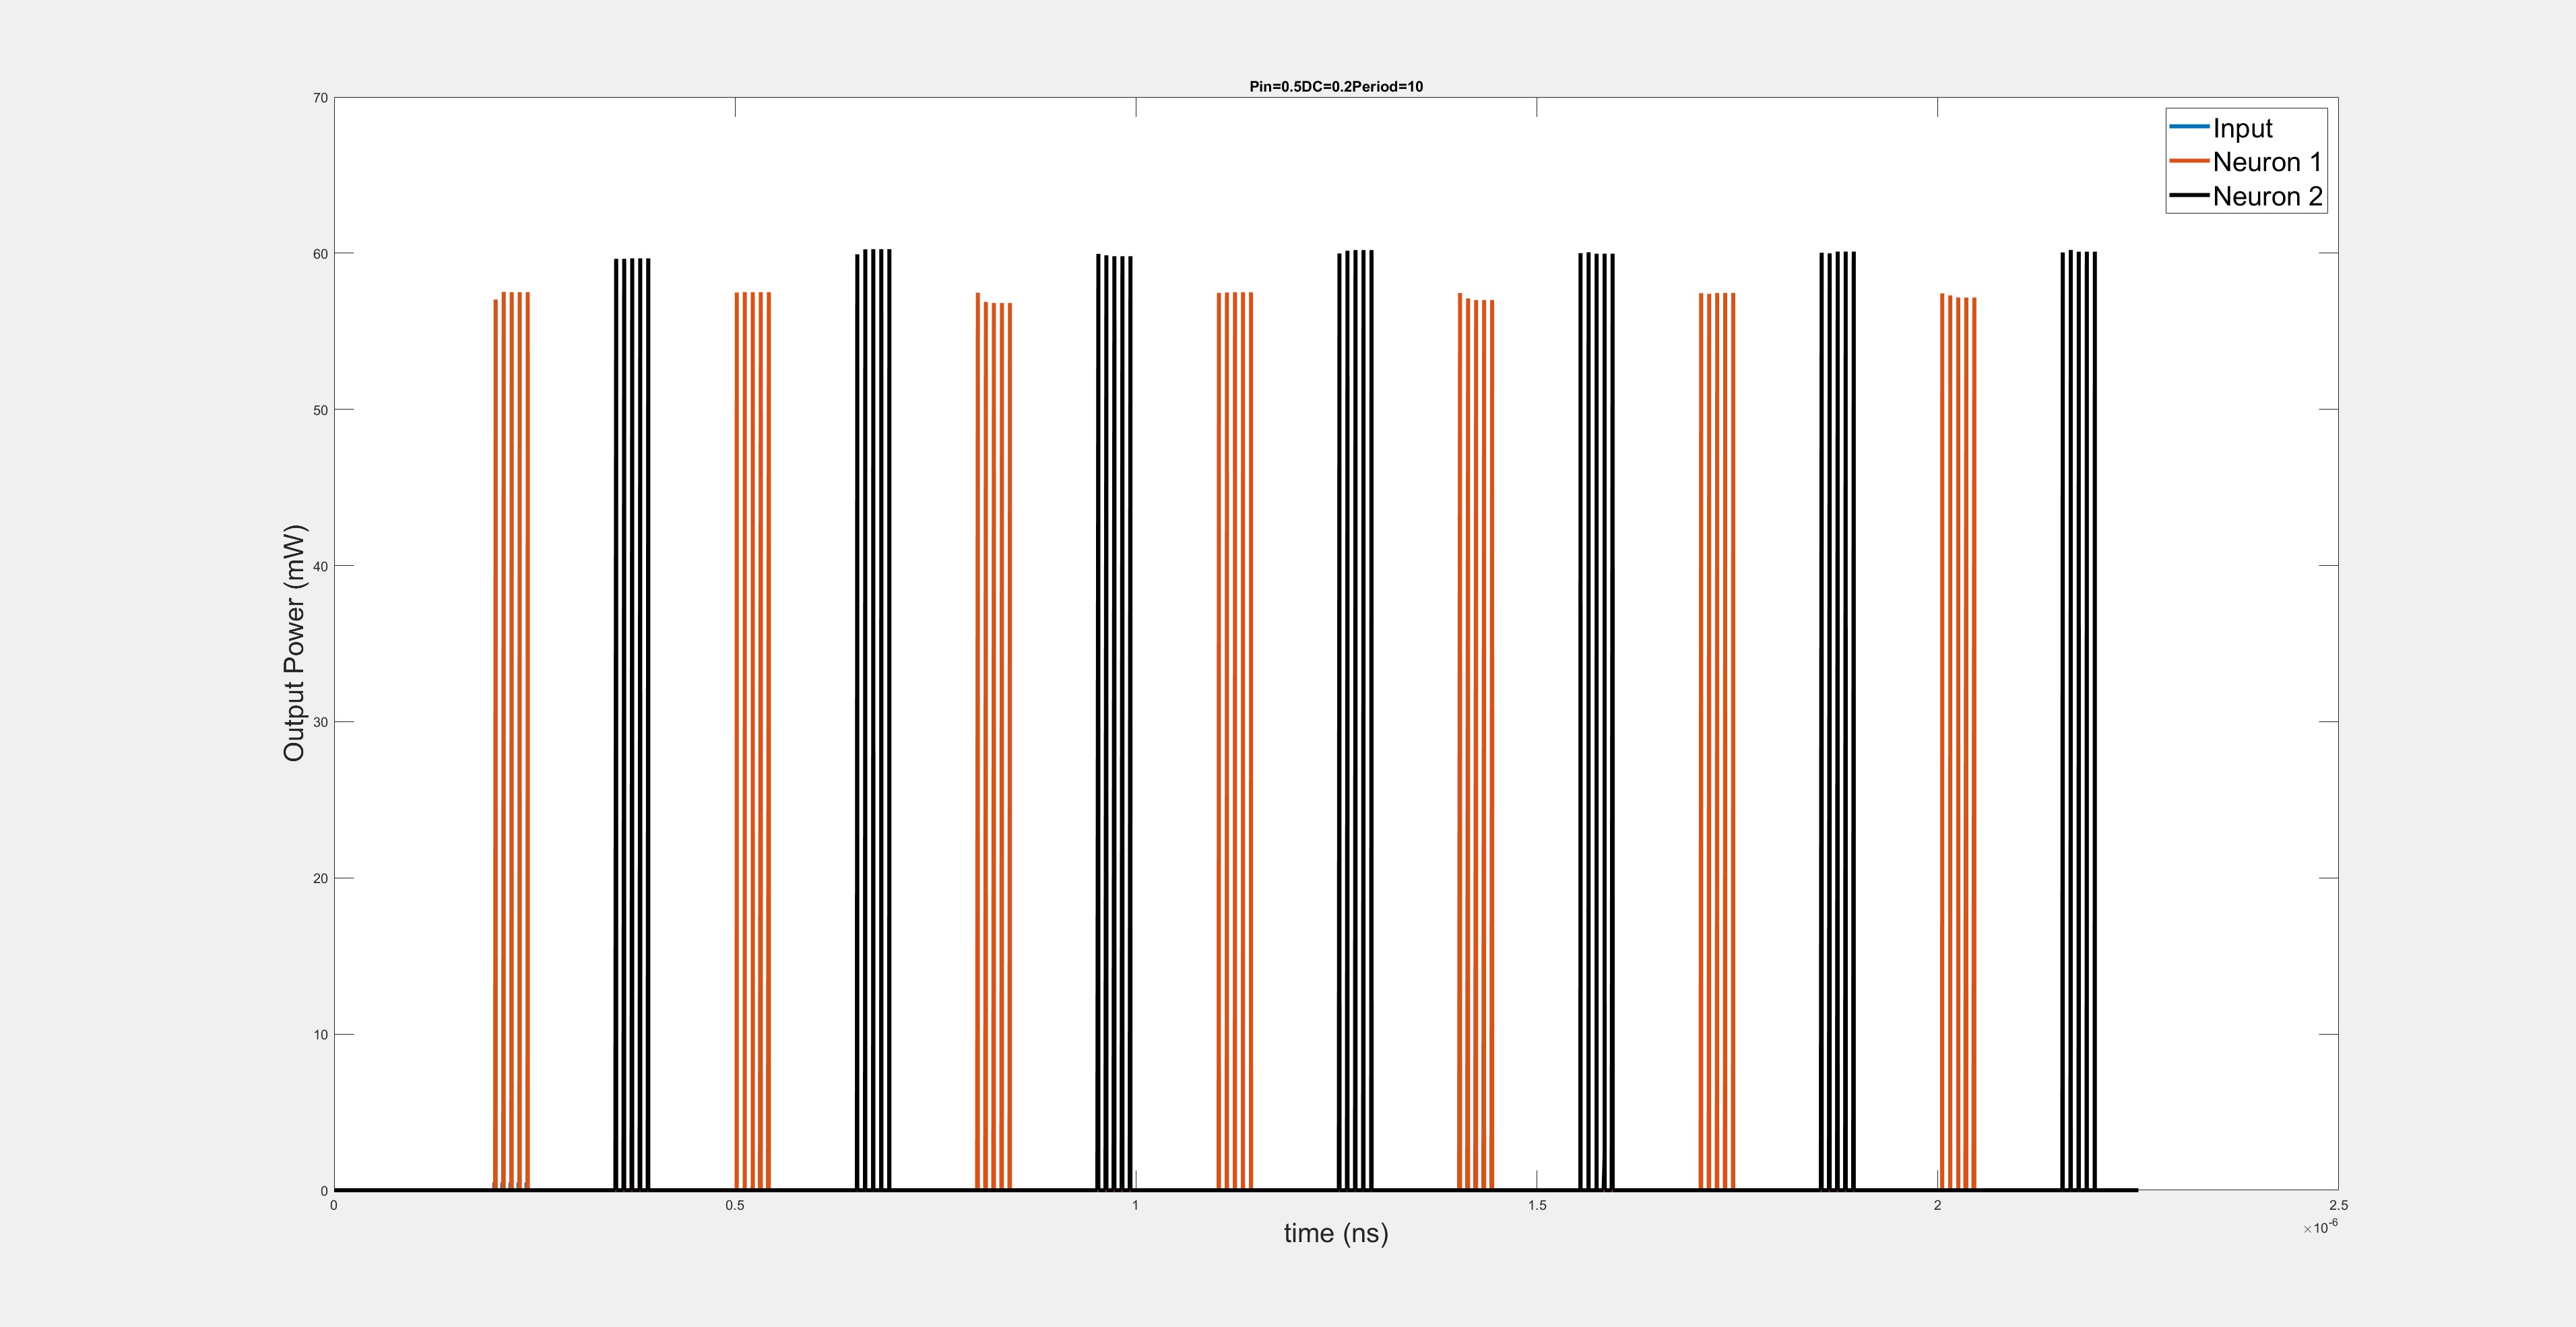 Pin=0.5DC=0.2Period=10
70
60
50
40
30
20
10
0
Output Power (mW)
Input
Neuron 1
Neuron 2
0 0.5 1 1.5 2 2.5
×10-6
time (ns)